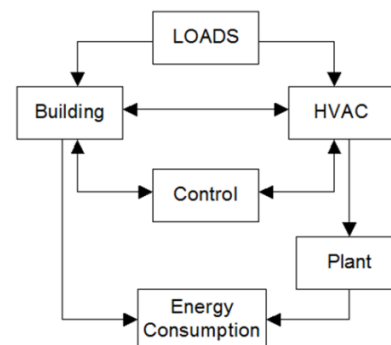 LOADS
Building
HVAC
Control
Plant
Energy
Consumption